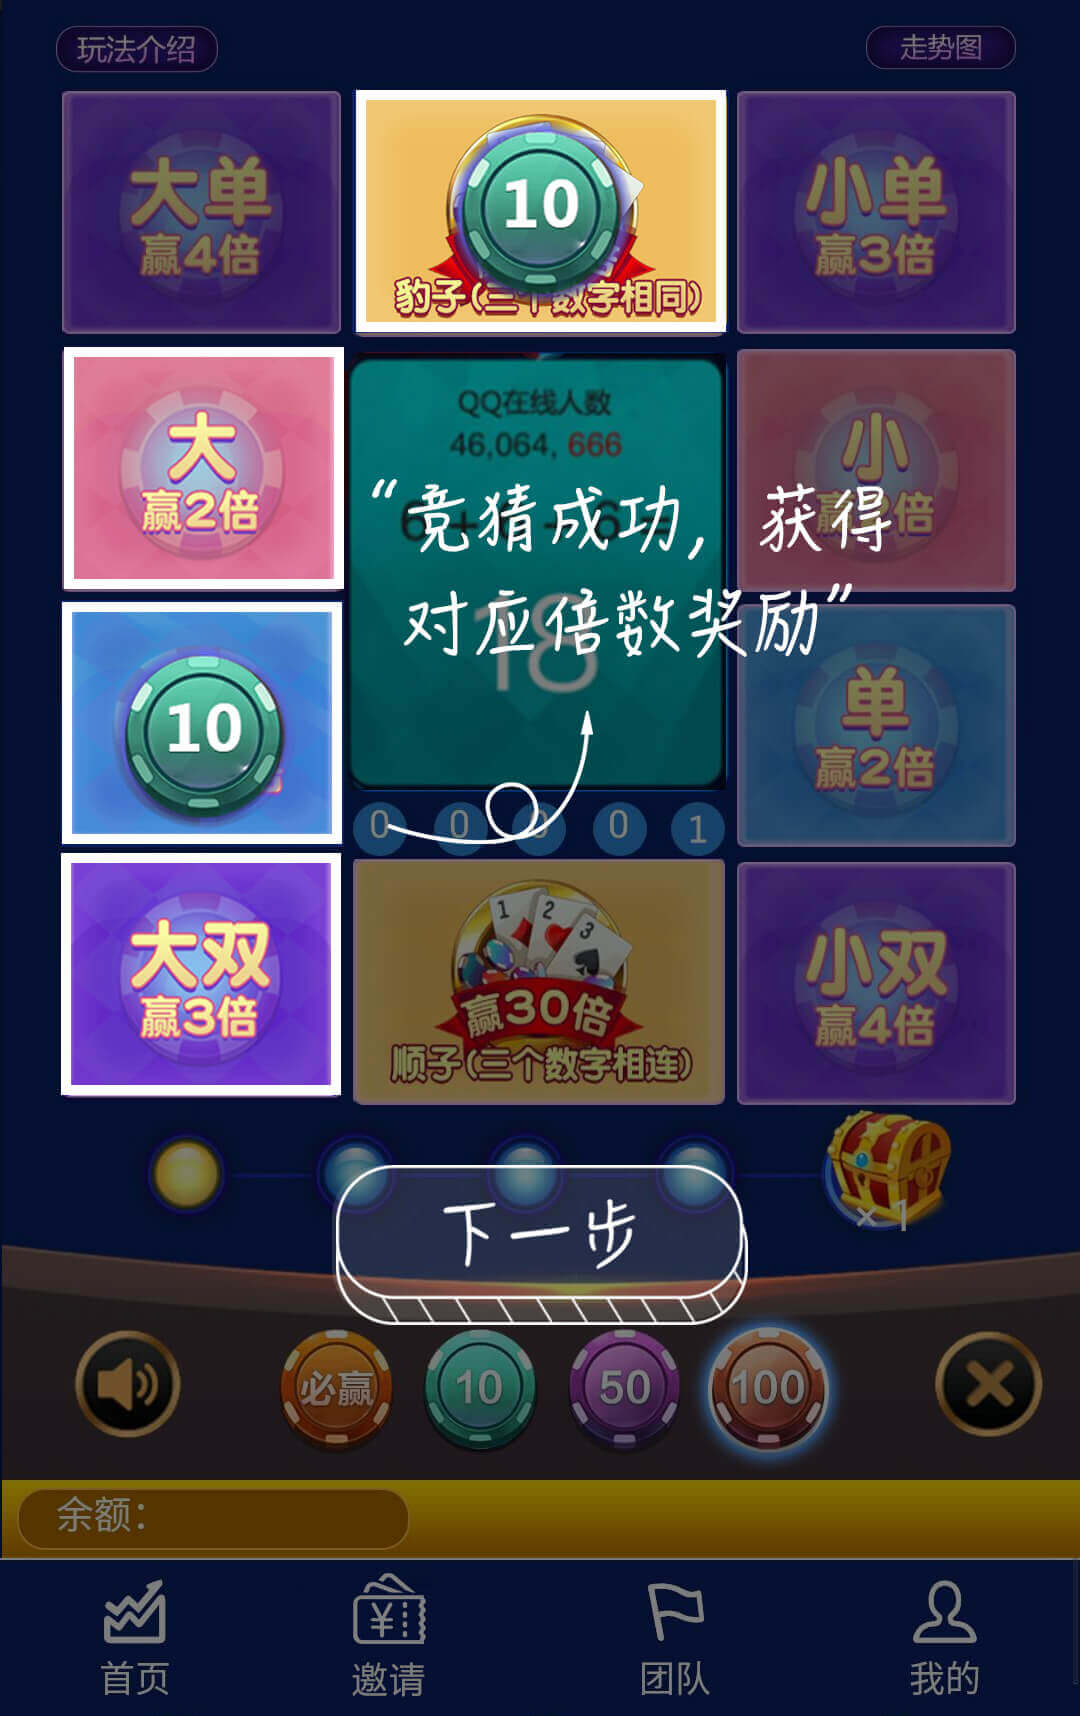 玩法介绍
走势图
大单
赢4倍
10
豹子(三个数字相同)
小单
赢3倍
大
赢2倍
QQ在线人数
46,064, 666
小
赢2倍
“竞猜成功, 获得
对应倍数奖励”
18
10
单
赢2倍
0 0 0 0 1
大双
赢3倍
1 2 3
赢30倍
顺子(三个数字相连)
小双
赢4倍
×1
下一步
必赢
10
50
100
余额:
首页
邀请
团队
我的